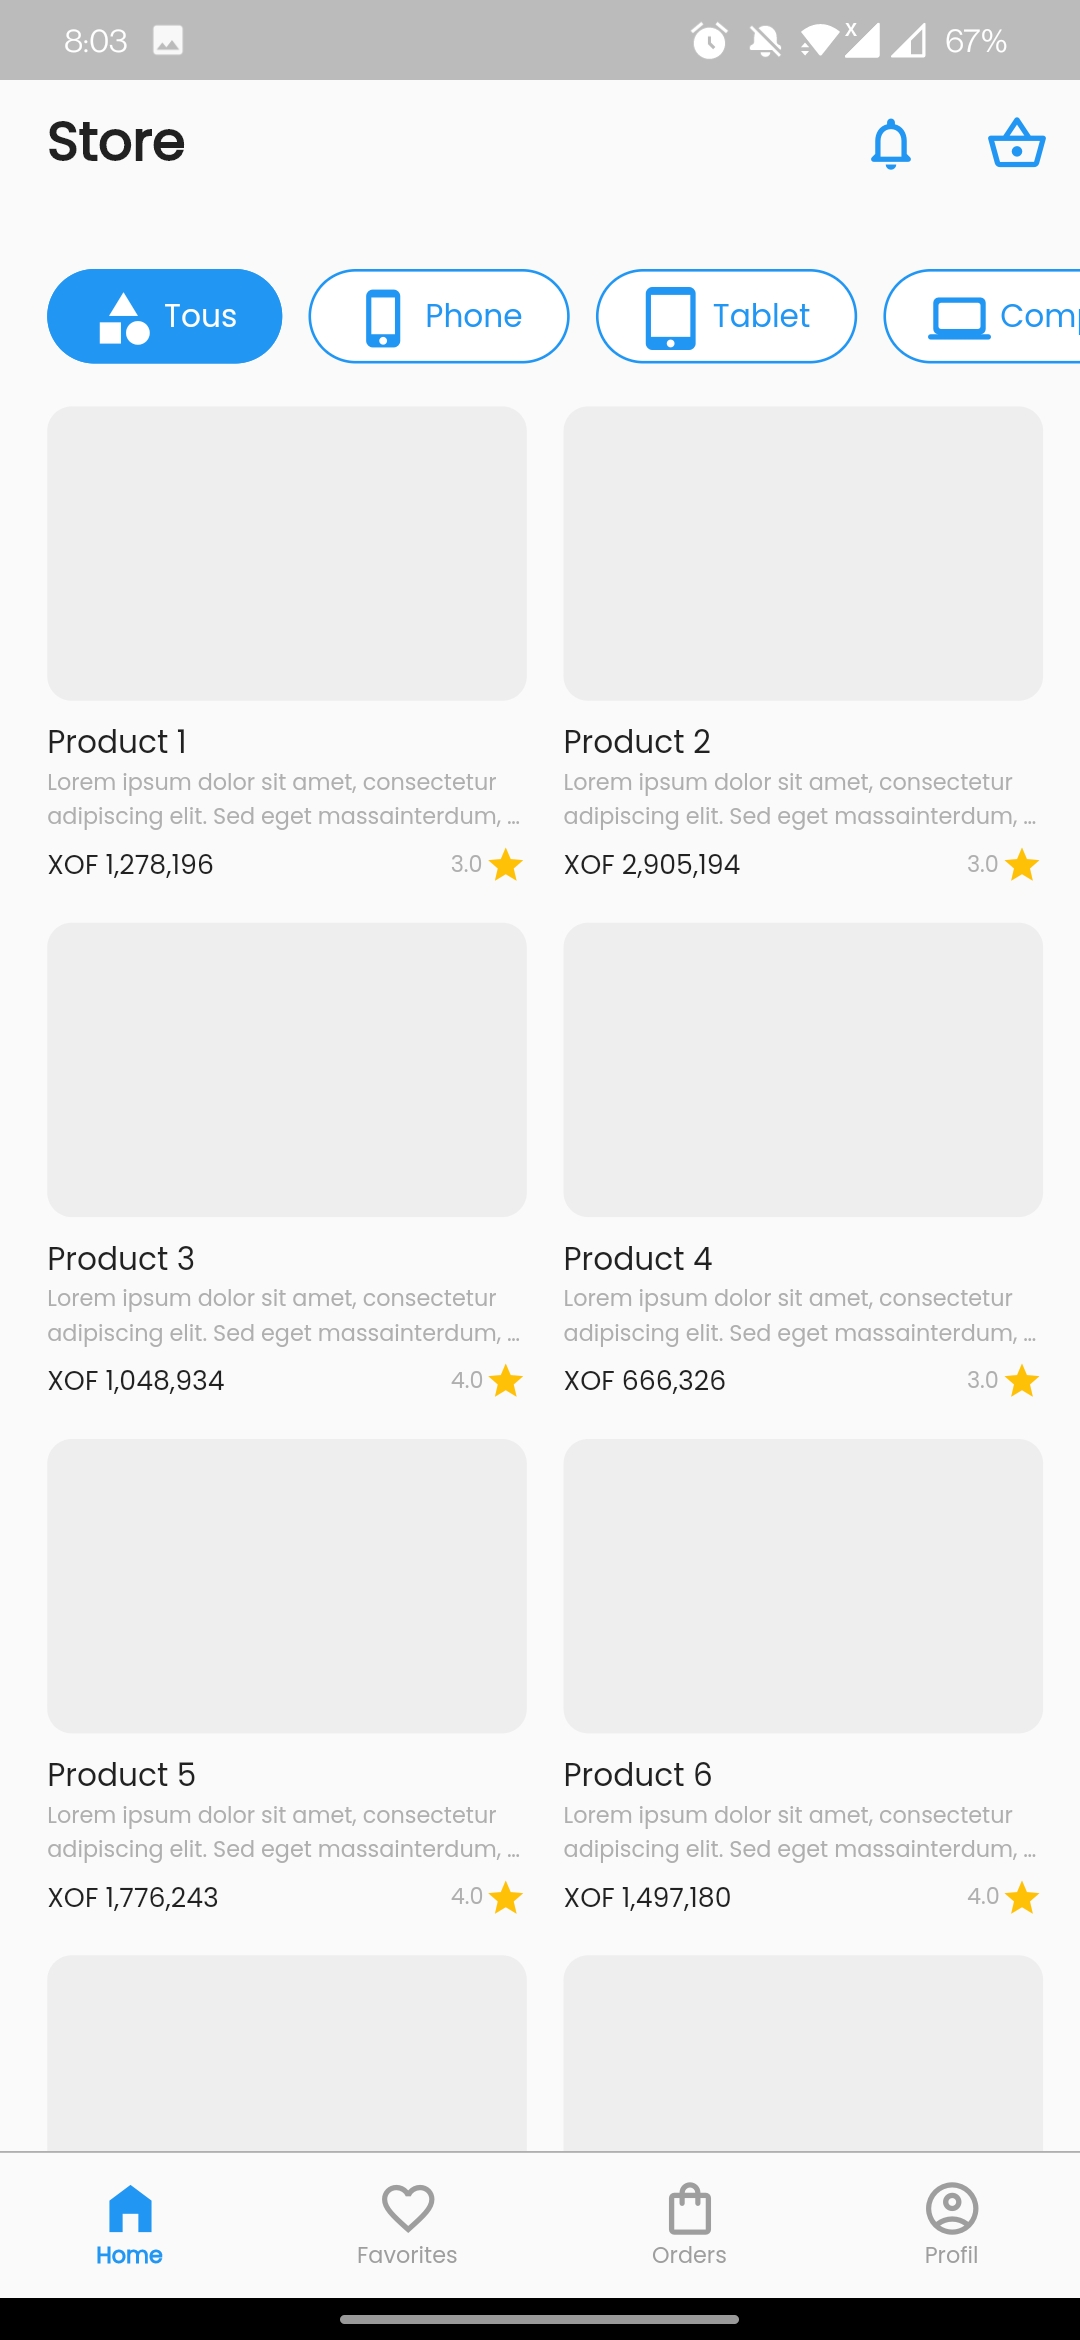 8:03
67%
Store
Tous
Phone
Tablet
Comp
Product 1
Lorem ipsum dolor sit amet, consectetur
adipiscing elit. Sed eget massainterdum, ...
XOF 1,278,196
3.0
Product 2
Lorem ipsum dolor sit amet, consectetur
adipiscing elit. Sed eget massainterdum, ...
XOF 2,905,194
3.0
Product 3
Lorem ipsum dolor sit amet, consectetur
adipiscing elit. Sed eget massainterdum, ...
XOF 1,048,934
4.0
Product 4
Lorem ipsum dolor sit amet, consectetur
adipiscing elit. Sed eget massainterdum, ...
XOF 666,326
3.0
Product 5
Lorem ipsum dolor sit amet, consectetur
adipiscing elit. Sed eget massainterdum, ...
XOF 1,776,243
4.0
Product 6
Lorem ipsum dolor sit amet, consectetur
adipiscing elit. Sed eget massainterdum, ...
XOF 1,497,180
4.0
Home
Favorites
Orders
Profil